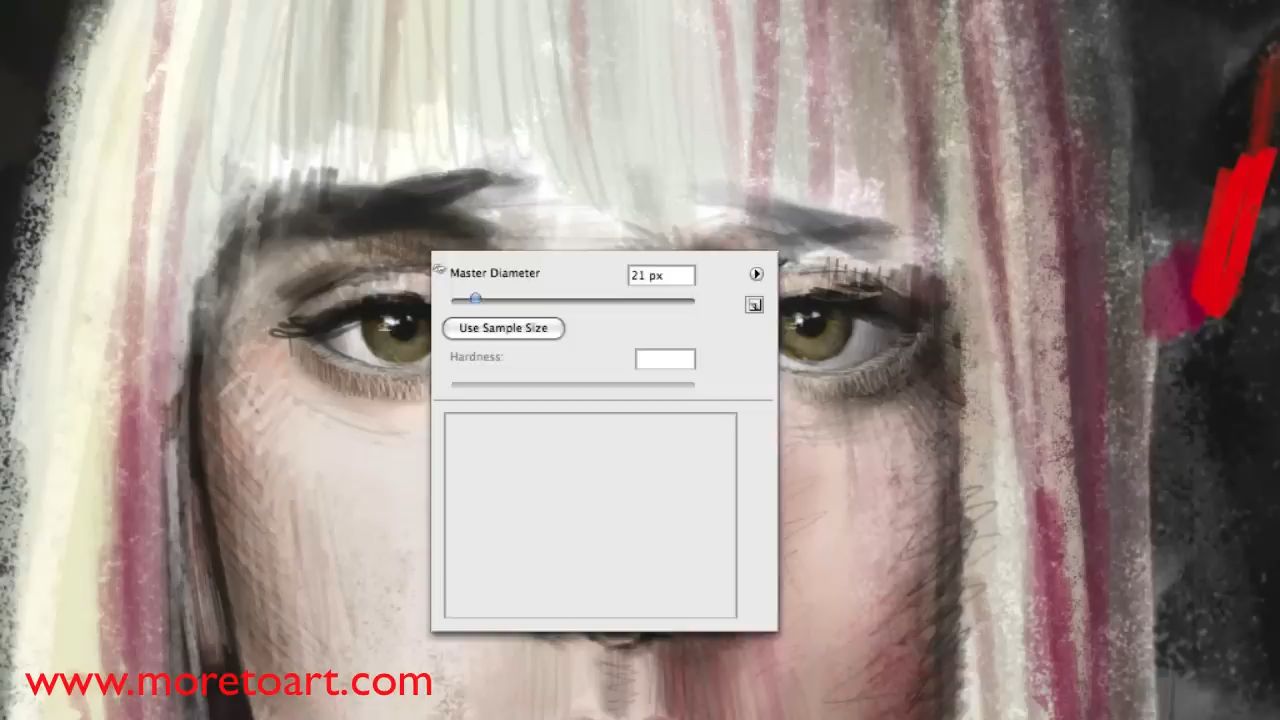 Master Diameter
21 px
Use Sample Size
Hardness:
www.moretoart.com